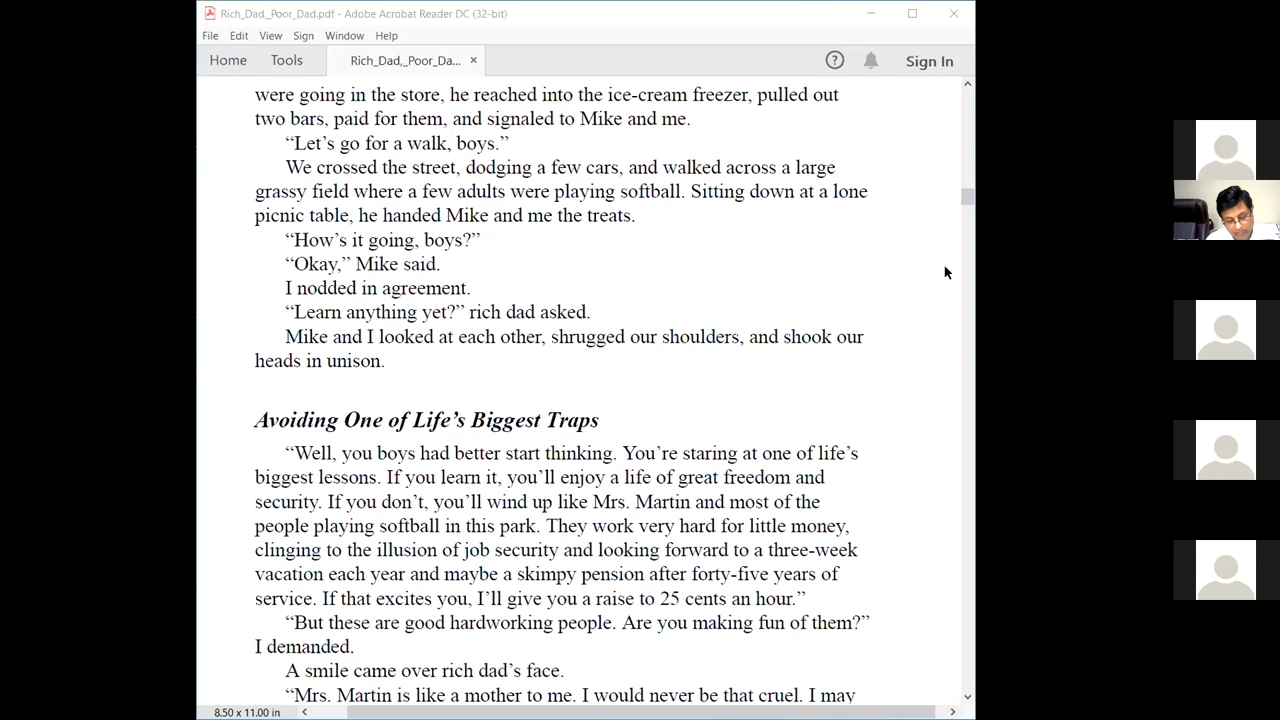 Rich_Dad,_Poor_Dad.pdf - Adobe Acrobat Reader DC (32-bit)
File Edit View Sign Window Help
Home Tools Rich_Dad,_Poor_Da... × Sign In
were going in the store, he reached into the ice-cream freezer, pulled out
two bars, paid for them, and signaled to Mike and me.
“Let’s go for a walk, boys.”
We crossed the street, dodging a few cars, and walked across a large
grassy field where a few adults were playing softball. Sitting down at a lone
picnic table, he handed Mike and me the treats.
“How’s it going, boys?”
“Okay,” Mike said.
I nodded in agreement.
“Learn anything yet?” rich dad asked.
Mike and I looked at each other, shrugged our shoulders, and shook our
heads in unison.
Avoiding One of Life’s Biggest Traps
“Well, you boys had better start thinking. You’re staring at one of life’s
biggest lessons. If you learn it, you’ll enjoy a life of great freedom and
security. If you don’t, you’ll wind up like Mrs. Martin and most of the
people playing softball in this park. They work very hard for little money,
clinging to the illusion of job security and looking forward to a three-week
vacation each year and maybe a skimpy pension after forty-five years of
service. If that excites you, I’ll give you a raise to 25 cents an hour.”
“But these are good hardworking people. Are you making fun of them?”
I demanded.
A smile came over rich dad’s face.
“Mrs. Martin is like a mother to me. I would never be that cruel. I may
8.50 x 11.00 in